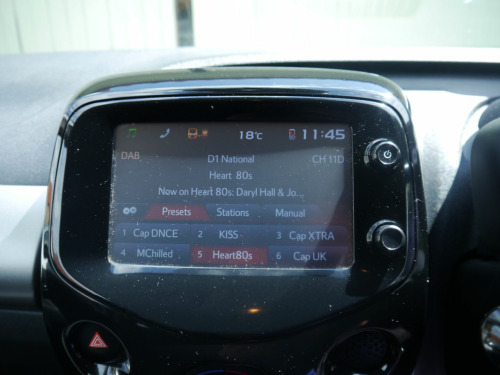 18°C 11:45
DAB D1 National CH 11D
Heart 80s
Now on Heart 80s: Daryl Hall & Jo...
Presets Stations Manual
1 Cap DNCE 2 KISS 3 Cap XTRA
4 MChilled 5 Heart80s 6 Cap UK